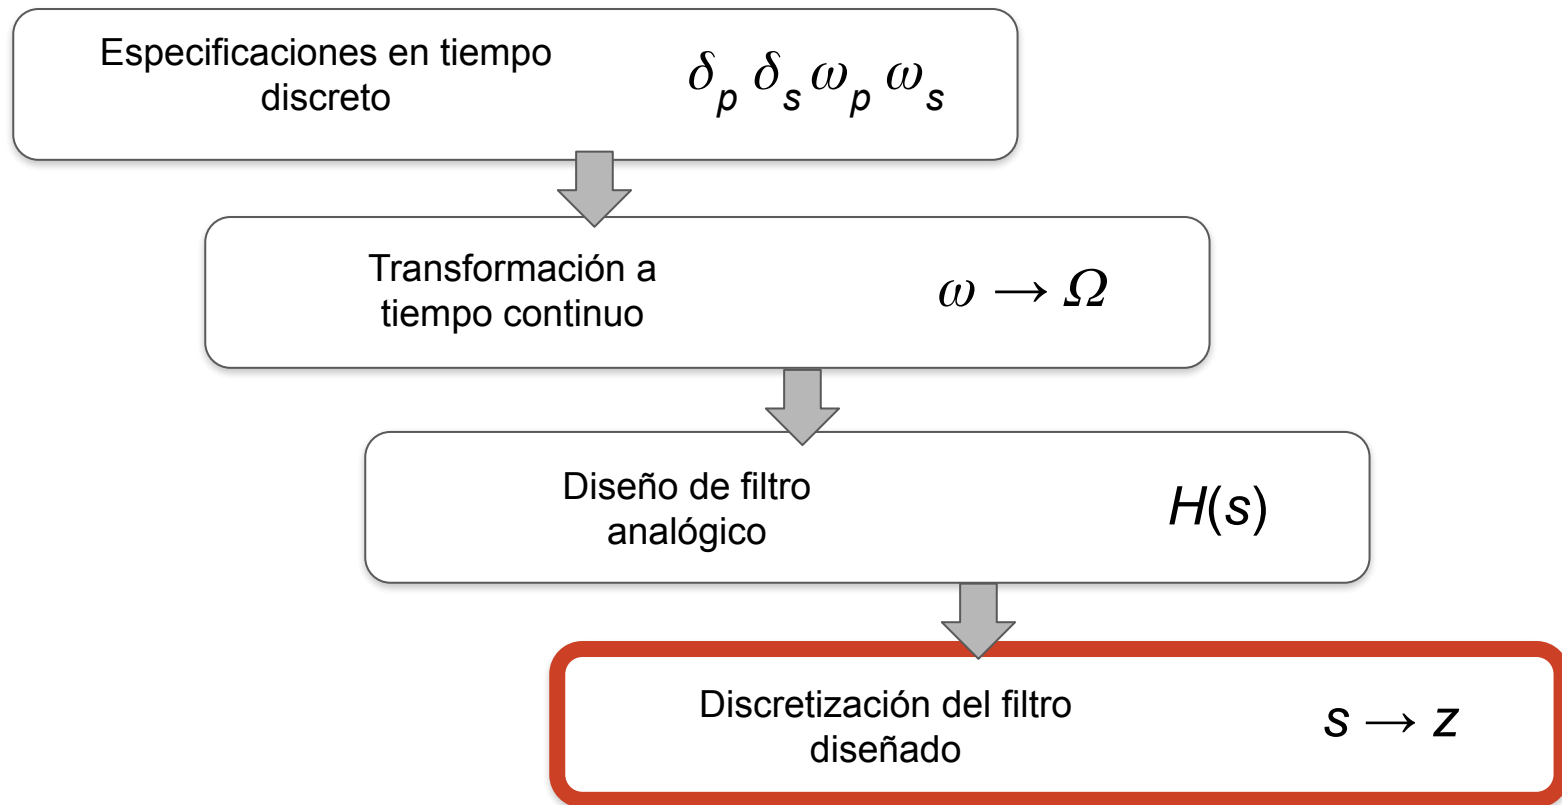 Especificaciones en tiempo
discreto
δp δs ωp ωs
Transformación a
tiempo continuo
ω → Ω
Diseño de filtro
analógico
H(s)
Discretización del filtro
diseñado
s → z